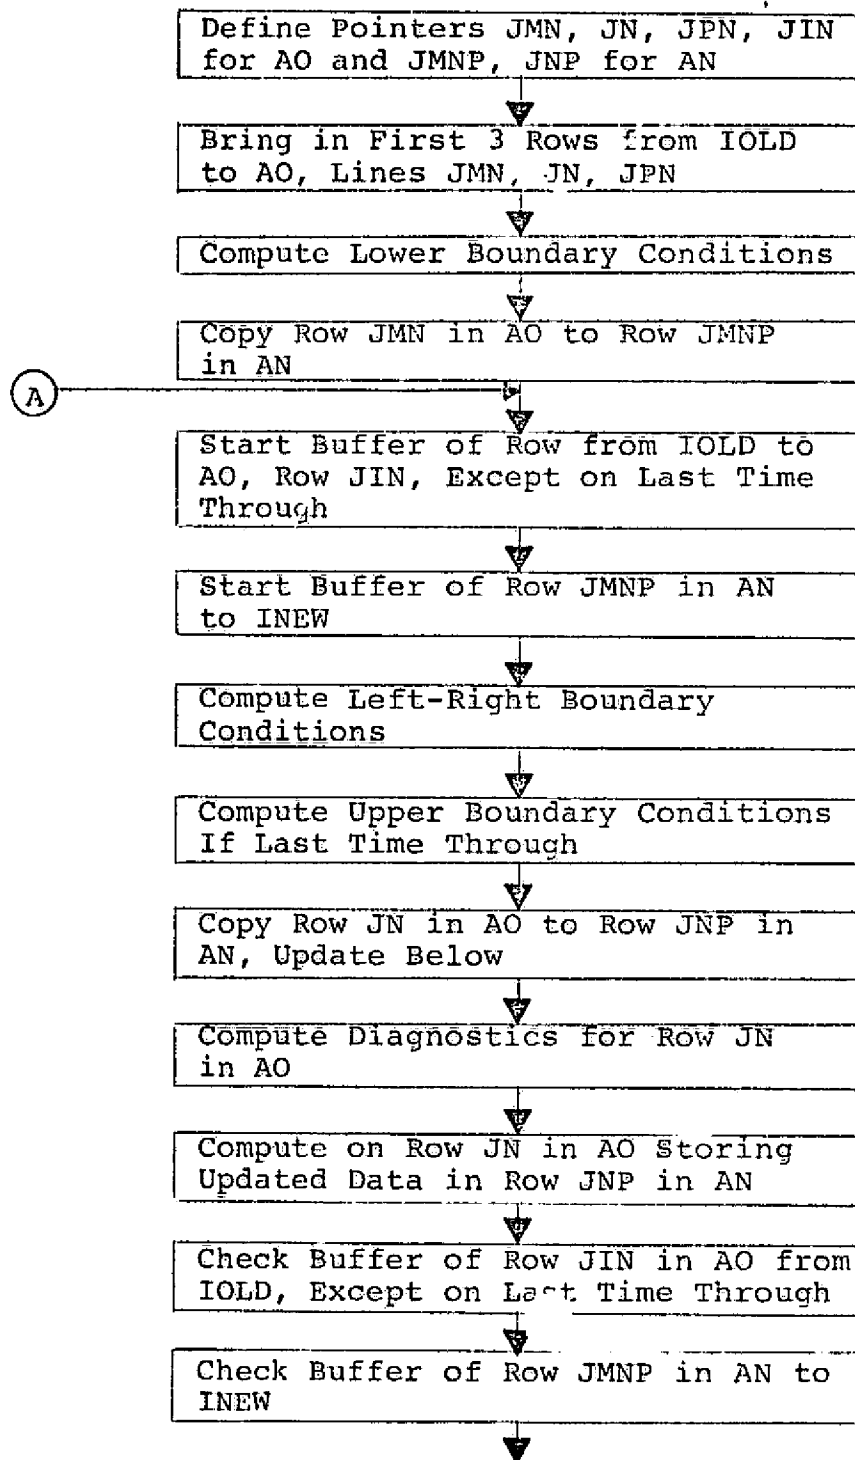 Define Pointers JMN, JN, JPN, JIN
for AO and JMNP, JNP for AN
Bring in First 3 Rows from IOLD
to AO, Lines JMN, JN, JPN
Compute Lower Boundary Conditions
Copy Row JMN in AO to Row JMNP
in AN
A
Start Buffer of Row from IOLD to
AO, Row JIN, Except on Last Time
Through
Start Buffer of Row JMNP in AN
to INEW
Compute Left-Right Boundary
Conditions
Compute Upper Boundary Conditions
If Last Time Through
Copy Row JN in AO to Row JNP in
AN, Update Below
Compute Diagnostics for Row JN
in AO
Compute on Row JN in AO Storing
Updated Data in Row JNP in AN
Check Buffer of Row JIN in AO from
IOLD, Except on Last Time Through
Check Buffer of Row JMNP in AN to
INEW